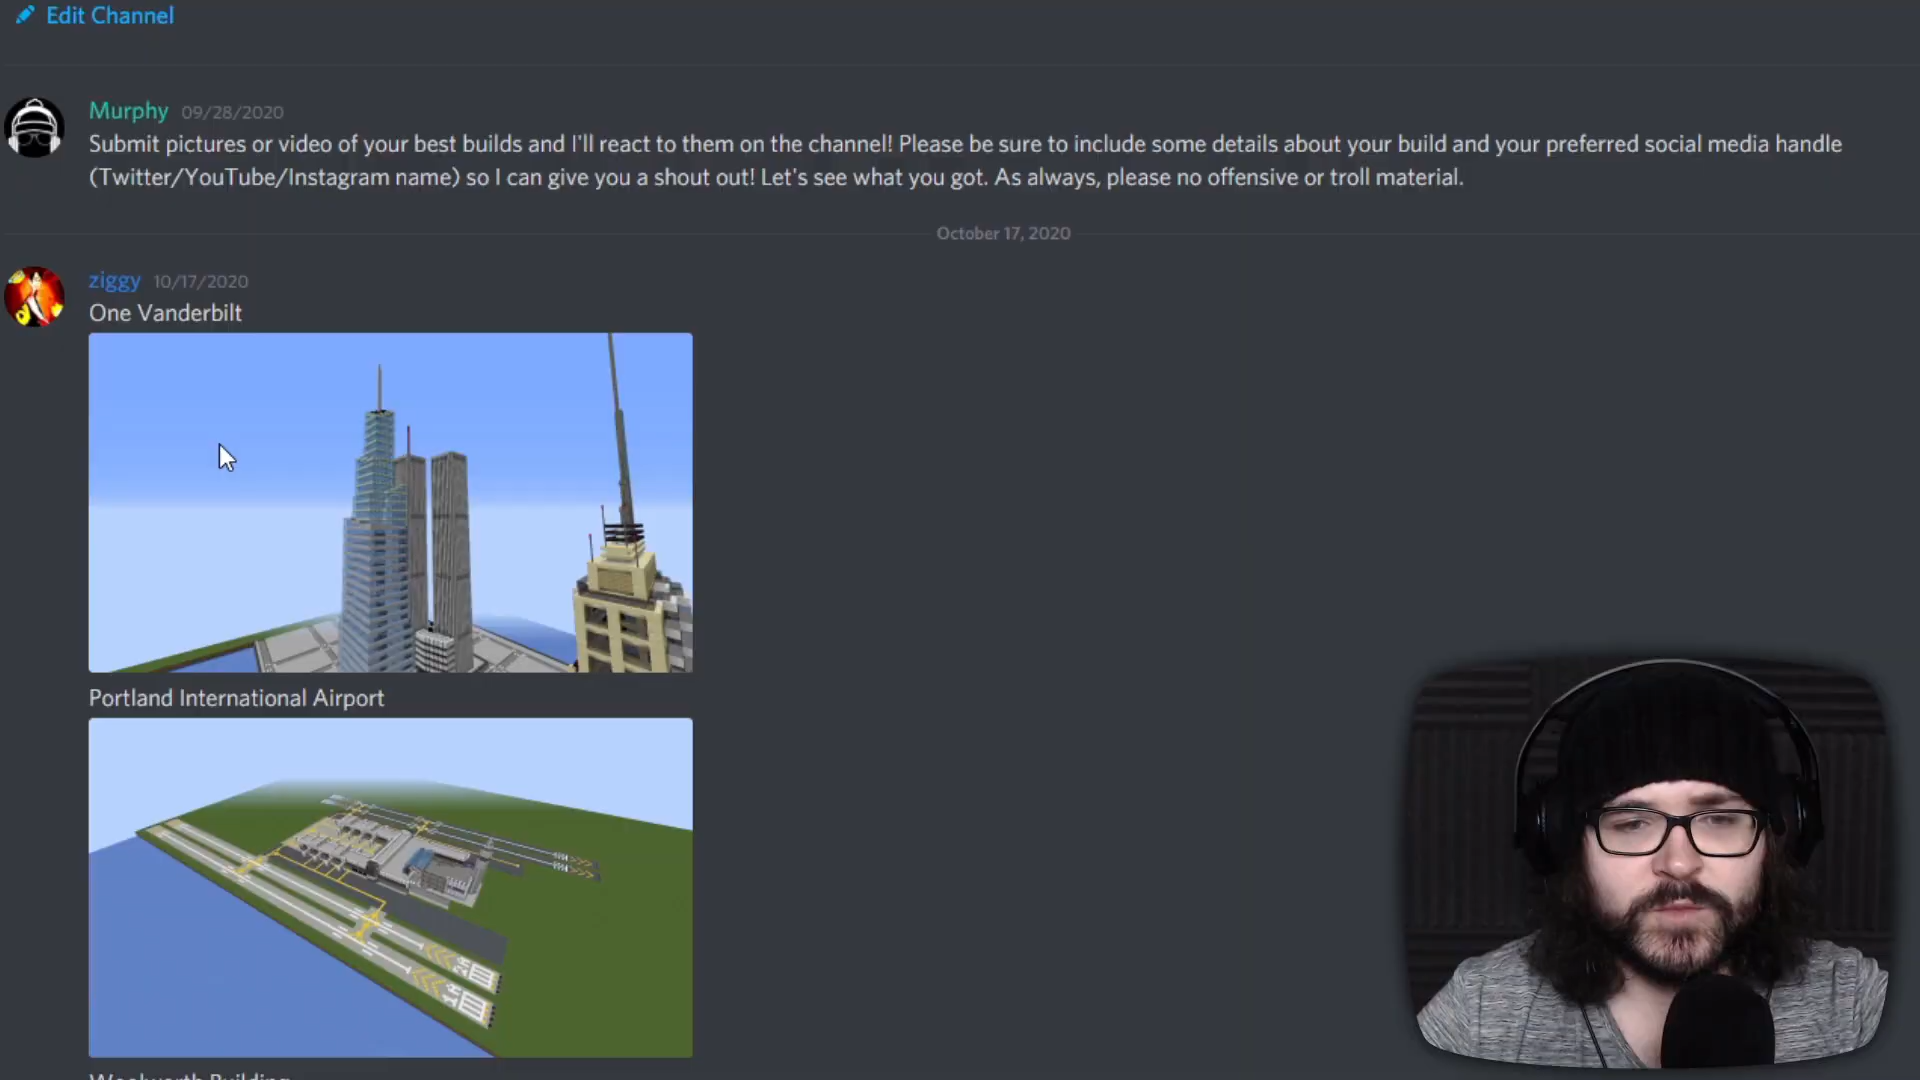 Edit Channel
Murphy 09/28/2020
Submit pictures or video of your best builds and I'll react to them on the channel! Please be sure to include some details about your build and your preferred social media handle
(Twitter/YouTube/Instagram name) so I can give you a shout out! Let's see what you got. As always, please no offensive or troll material.
October 17, 2020
ziggy 10/17/2020
One Vanderbilt
Portland International Airport
Woolworth Building